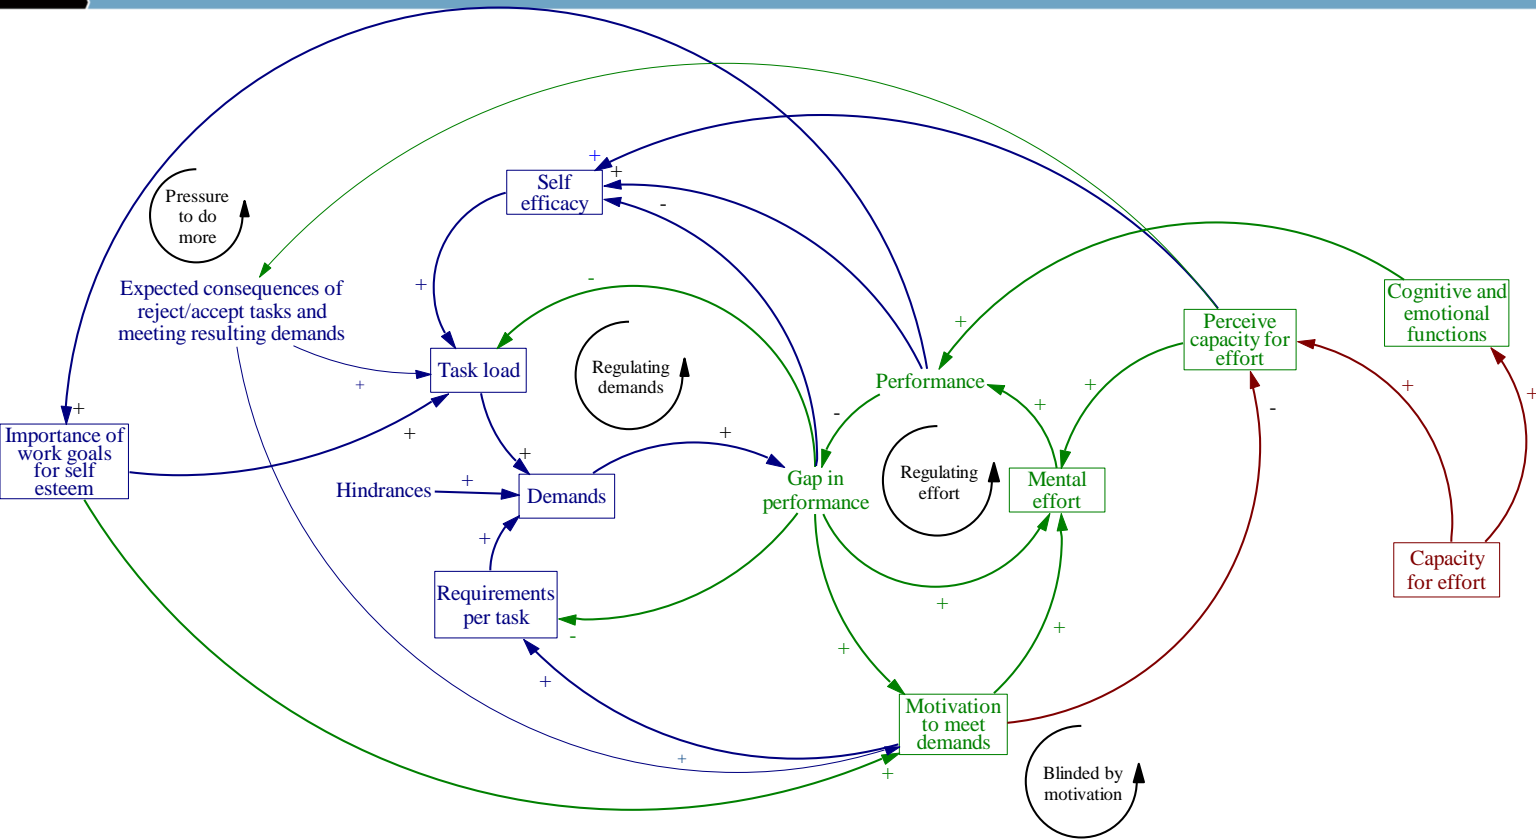 Pressure
to do
more
Self
efficacy
+
+
-
Expected consequences of
reject/accept tasks and
meeting resulting demands
+
-
Cognitive and
emotional
functions
Perceive
capacity for
effort
+
Regulating
demands
Task load
+
Performance
+
+
+
+
-
-
+
Importance of
work goals
for self
esteem
+
+
+
Regulating
effort
Gap in
performance
Mental
effort
Hindrances
+
Demands
+
Requirements
per task
-
Capacity
for effort
+
+
+
+
Motivation
to meet
demands
+
+
Blinded by
motivation